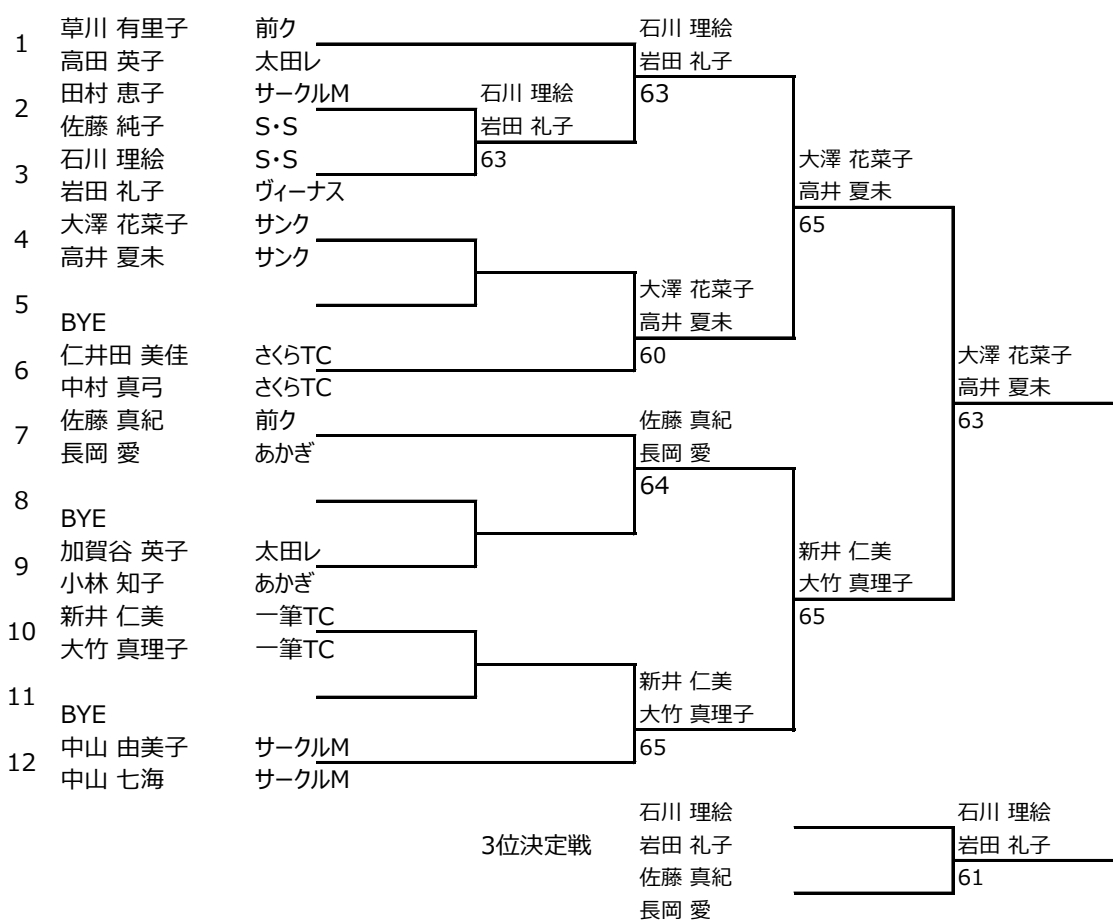 1
草川 有里子 前ク
高田 英子 太田レ
2
田村 恵子 サークルM
佐藤 純子 S・S
3
石川 理絵 S・S
岩田 礼子 ヴィーナス
4
大澤 花菜子 サンク
高井 夏未 サンク
5
BYE
6
仁井田 美佳 さくらTC
中村 真弓 さくらTC
7
佐藤 真紀 前ク
長岡 愛 あかぎ
8
BYE
9
加賀谷 英子 太田レ
小林 知子 あかぎ
10
新井 仁美 一筆TC
大竹 真理子 一筆TC
11
BYE
12
中山 由美子 サークルM
中山 七海 サークルM
石川 理絵
岩田 礼子
63
石川 理絵
岩田 礼子
63
大澤 花菜子
高井 夏未
60
佐藤 真紀
長岡 愛
64
新井 仁美
大竹 真理子
65
大澤 花菜子
高井 夏未
65
新井 仁美
大竹 真理子
65
大澤 花菜子
高井 夏未
63
3位決定戦
石川 理絵
岩田 礼子
佐藤 真紀
長岡 愛
石川 理絵
岩田 礼子
61